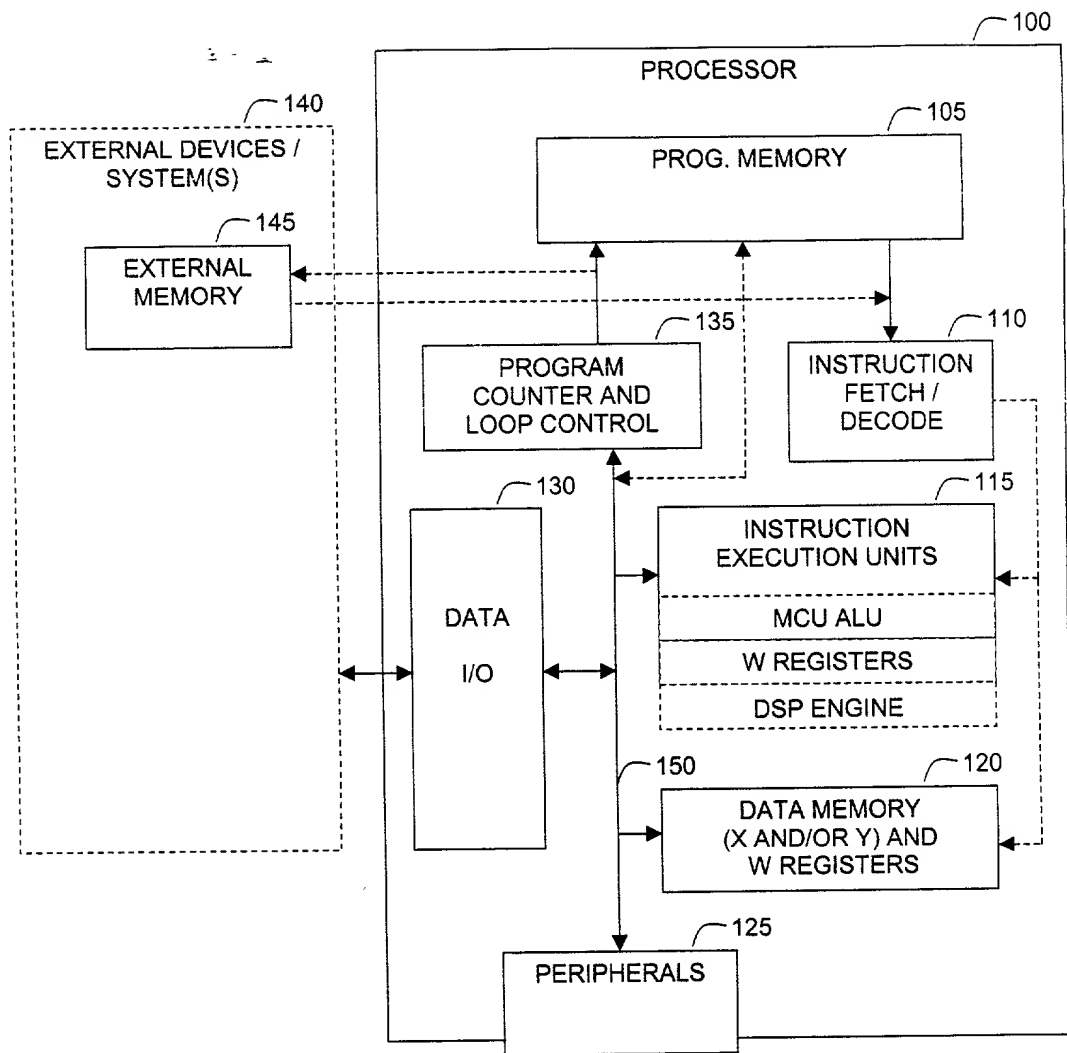 100
PROCESSOR
140
EXTERNAL DEVICES /
SYSTEM(S)
105
PROG. MEMORY
145
EXTERNAL
MEMORY
135
PROGRAM
COUNTER AND
LOOP CONTROL
110
INSTRUCTION
FETCH /
DECODE
130
DATA
I/O
115
INSTRUCTION
EXECUTION UNITS
MCU ALU
W REGISTERS
DSP ENGINE
150
120
DATA MEMORY
(X AND/OR Y) AND
W REGISTERS
125
PERIPHERALS